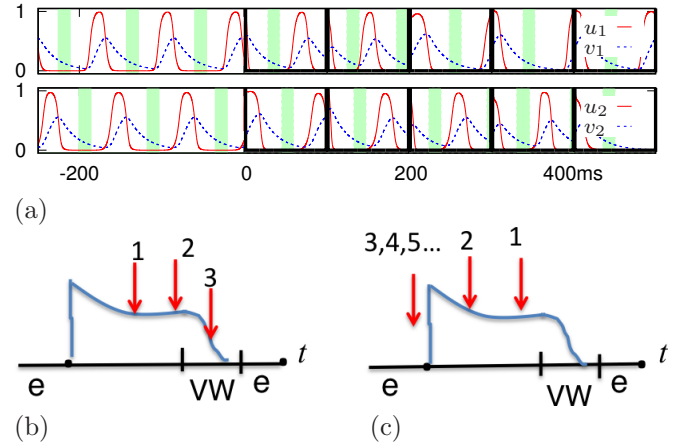 1
u1
v1
0
1
u2
v2
0
-200 0 200 400ms
(a)
1 2 3
e VW e t
(b)
3,4,5... 2 1
e VW e t
(c)